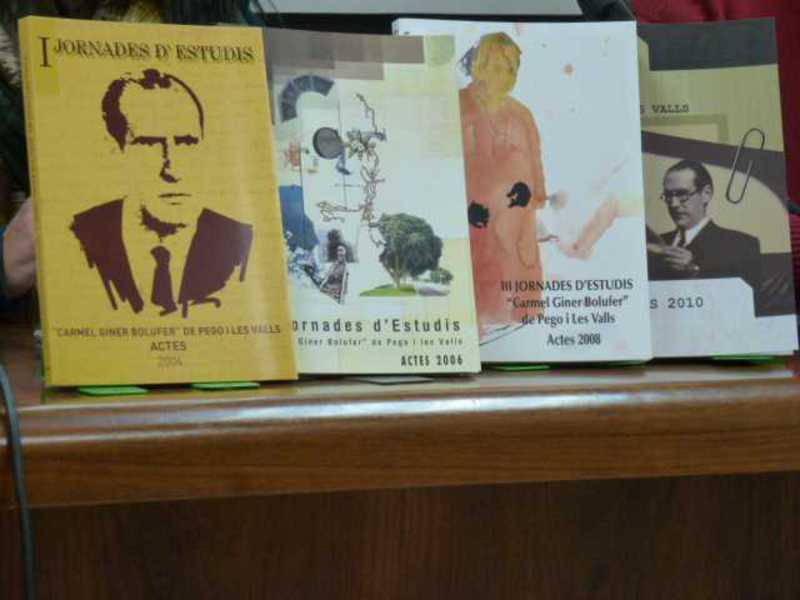 I JORNADES D'ESTUDIS
"CARMEL GINER BOLUFER" DE PEGO I LES VALLS
ACTES
2004
ornades d'Estudis
Giner Bolufer" de Pego i les Valls
ACTES 2006
III JORNADES D'ESTUDIS
"Carmel Giner Bolufer"
de Pego i Les Valls
Actes 2008
S VALLS
S 2010